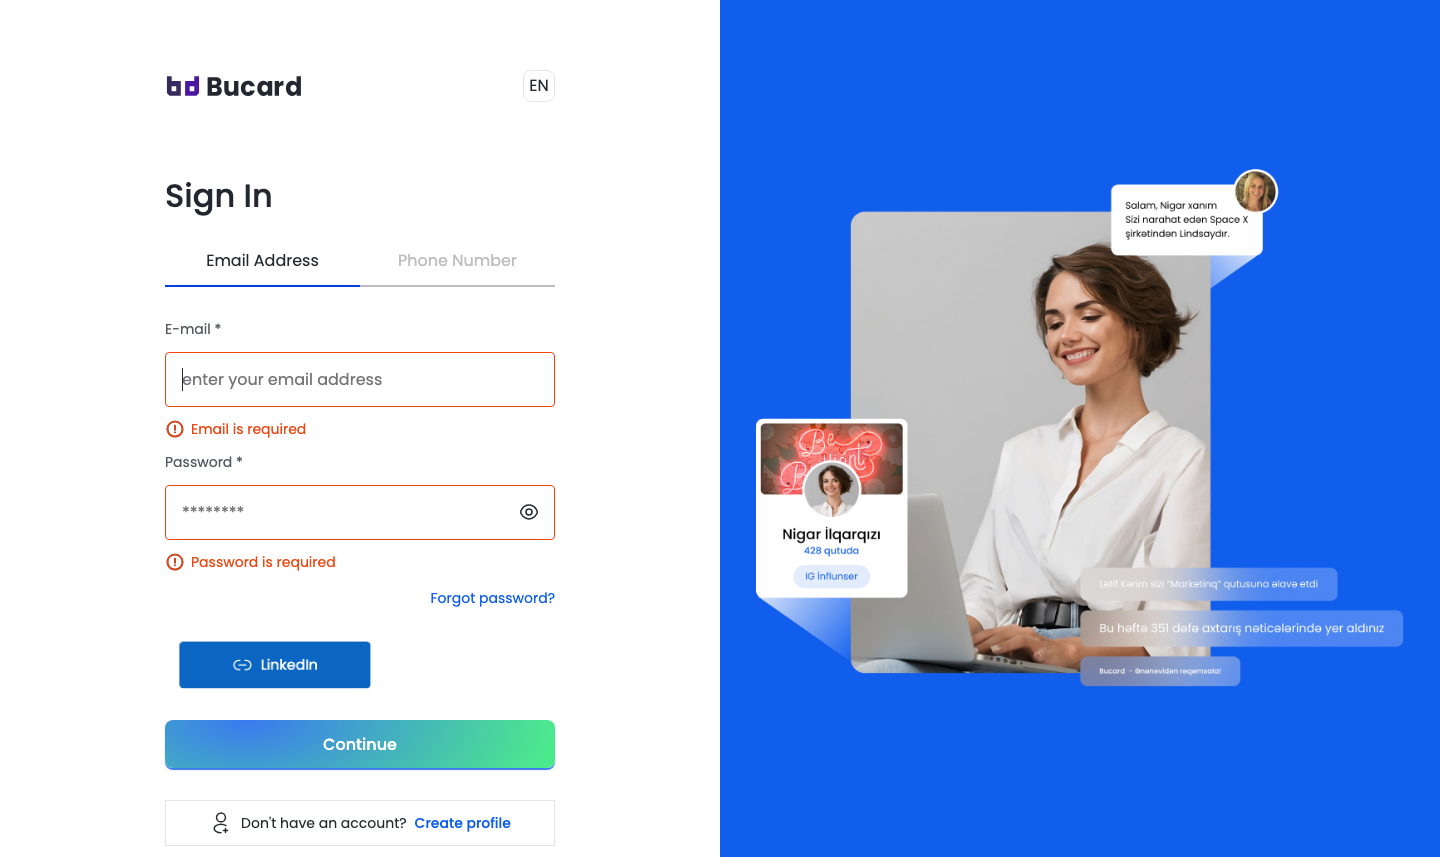 Bucard
EN
Sign In
Email Address
Phone Number
E-mail *
enter your email address
Email is required
Password *
********
Password is required
Forgot password?
LinkedIn
Continue
Don't have an account? Create profile
Salam, Nigar xanım
Sizi narahat edən Space X
şirkətindən Lindsaydır.
Be
Nigar İlqarqızı
428 qutuda
IG İnflunser
Lətif Kərim sizi "Marketinq" qutusuna əlavə etdi
Bu həftə 351 dəfə axtarış nəticələrində yer aldınız
Bucard - Ənənevidən rəqəmsala!